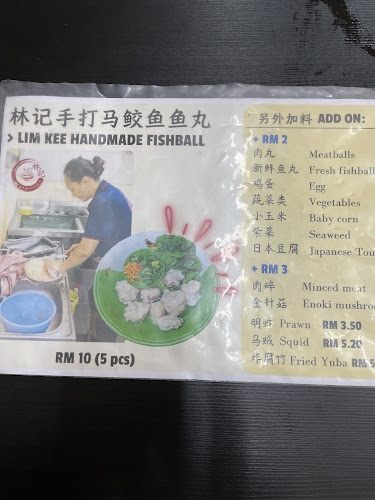 林记手打马鲛鱼鱼丸
> LIM KEE HANDMADE FISHBALL
林记
RM 10 (5 pcs)
另外加料 ADD ON:
+ RM 2
肉丸 Meatballs
新鲜鱼丸 Fresh fishball
鸡蛋 Egg
蔬菜类 Vegetables
小玉米 Baby corn
紫菜 Seaweed
日本豆腐 Japanese Tou
+ RM 3
肉碎 Minced meat
金针菇 Enoki mushroo
明虾 Prawn RM 3.50
马贼 Squid RM 5.20
炸腐竹 Fried Yuba RM 5